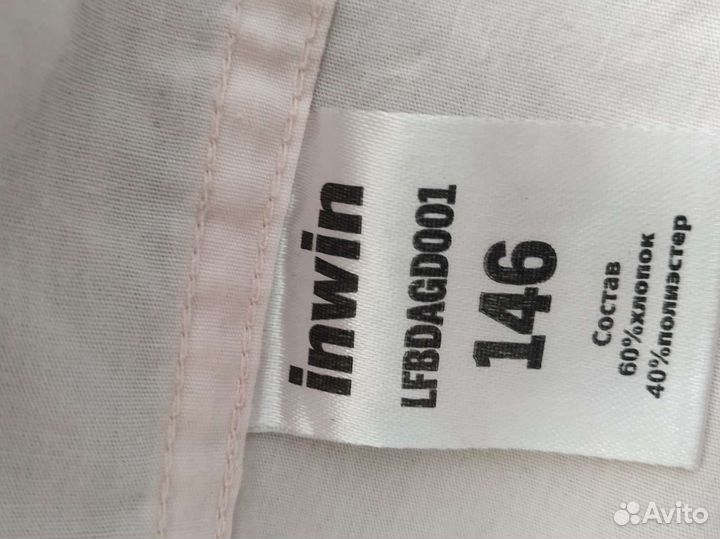 inwin
LFBDAGD001
146
Состав
60%хлопок
40%полиэстер
Avito